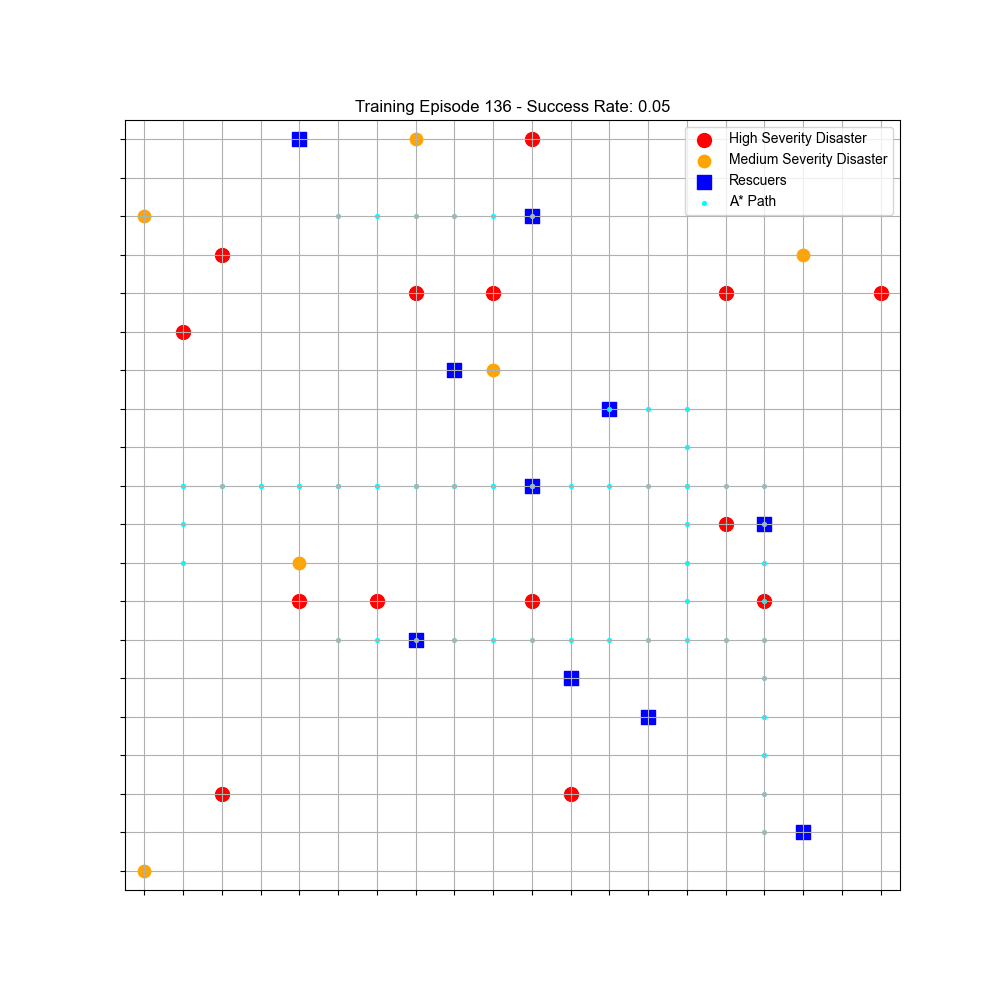 Training Episode 136 - Success Rate: 0.05
High Severity Disaster
Medium Severity Disaster
Rescuers
A* Path